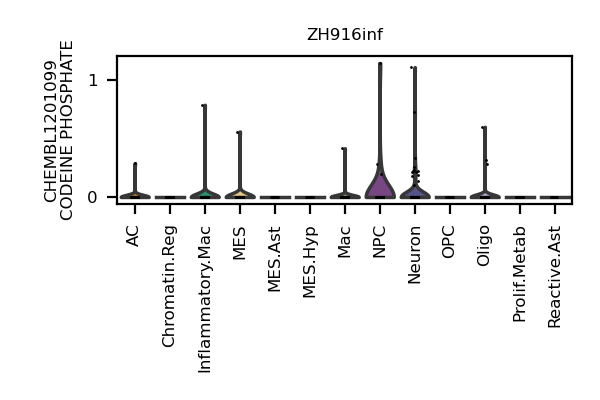 ZH916inf
CHEMBL1201099
CODEINE PHOSPHATE
1
0
AC
Chromatin.Reg
Inflammatory.Mac
MES
MES.Ast
MES.Hyp
Mac
NPC
Neuron
OPC
Oligo
Prolif.Metab
Reactive.Ast